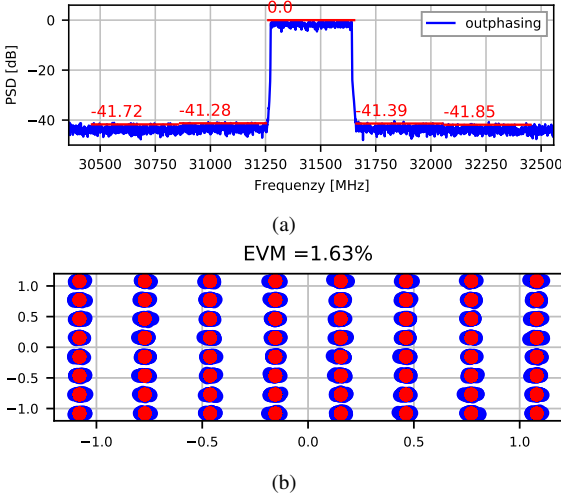 0.0
outphasing
-41.72 -41.28 -41.39 -41.85
0
−20
−40
PSD [dB]
30500 30750 31000 31250 31500 31750 32000 32250 32500
Frequenzy [MHz]
(a)
EVM =1.63%
1.0
0.5
0.0
−0.5
−1.0
−1.0 −0.5 0.0 0.5 1.0
(b)